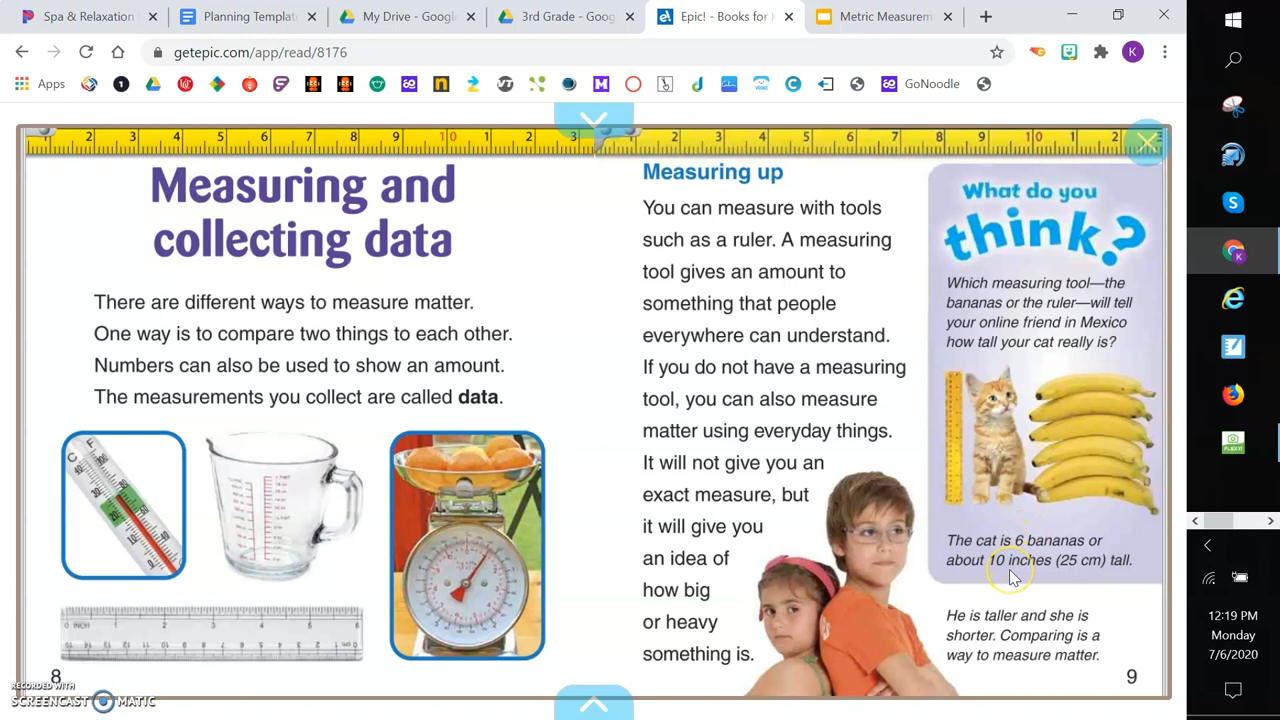 Spa & Relaxation
Planning Templat
My Drive - Google
3rd Grade - Goog
Epic! - Books for
Metric Measurem
getepic.com/app/read/8176
K
Apps
GoNoodle
Measuring and
collecting data
There are different ways to measure matter.
One way is to compare two things to each other.
Numbers can also be used to show an amount.
The measurements you collect are called data.
8
Measuring up
You can measure with tools
such as a ruler. A measuring
tool gives an amount to
something that people
everywhere can understand.
If you do not have a measuring
tool, you can also measure
matter using everyday things.
It will not give you an
exact measure, but
it will give you
an idea of
how big
or heavy
something is.
What do you
think?
Which measuring tool—the
bananas or the ruler—will tell
your online friend in Mexico
how tall your cat really is?
The cat is 6 bananas or
about 10 inches (25 cm) tall.
He is taller and she is
shorter. Comparing is a
way to measure matter.
9
RECORDED WITH
SCREENCAST MATIC
12:19 PM
Monday
7/6/2020